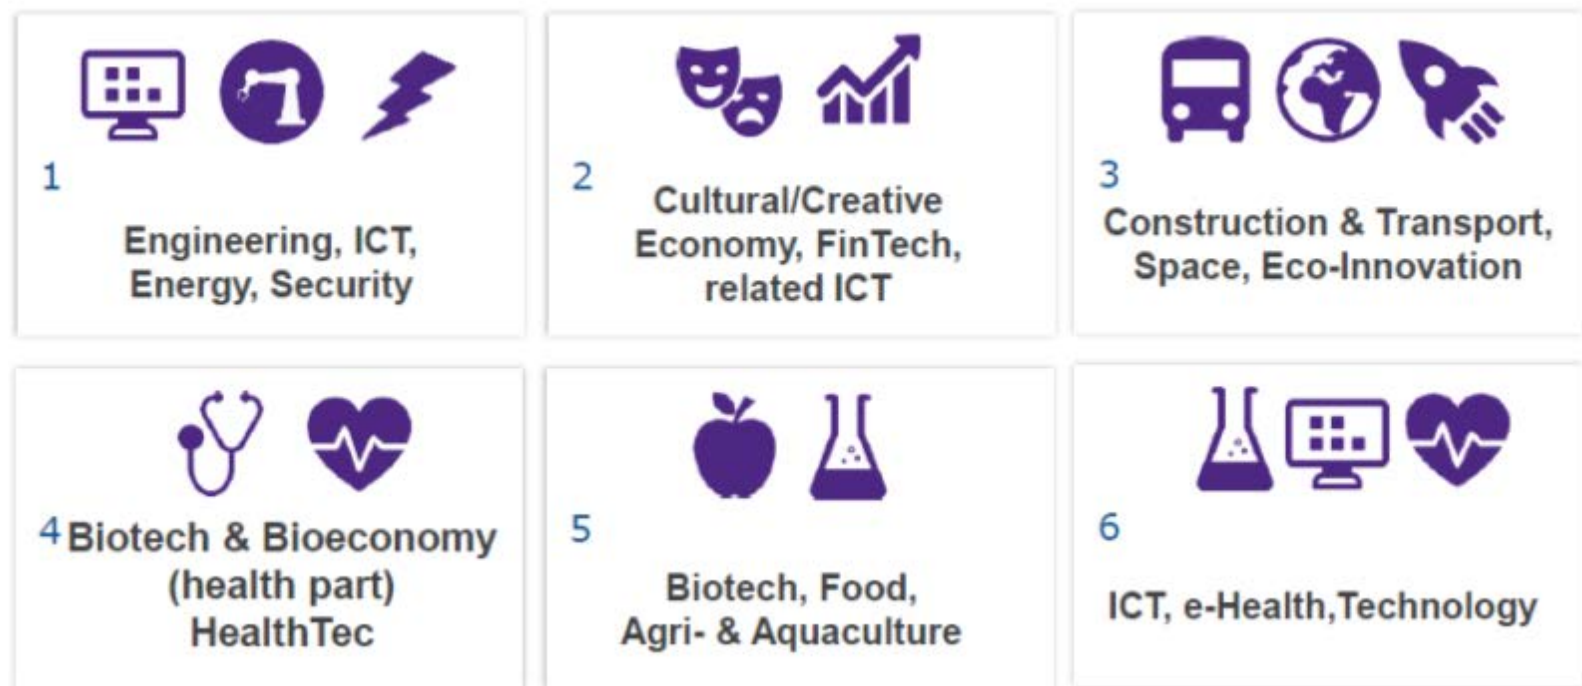 1
Engineering, ICT,
Energy, Security
2
Cultural/Creative
Economy, FinTech,
related ICT
3
Construction & Transport,
Space, Eco-Innovation
4 Biotech & Bioeconomy
(health part)
HealthTec
5
Biotech, Food,
Agri- & Aquaculture
6
ICT, e-Health,Technology